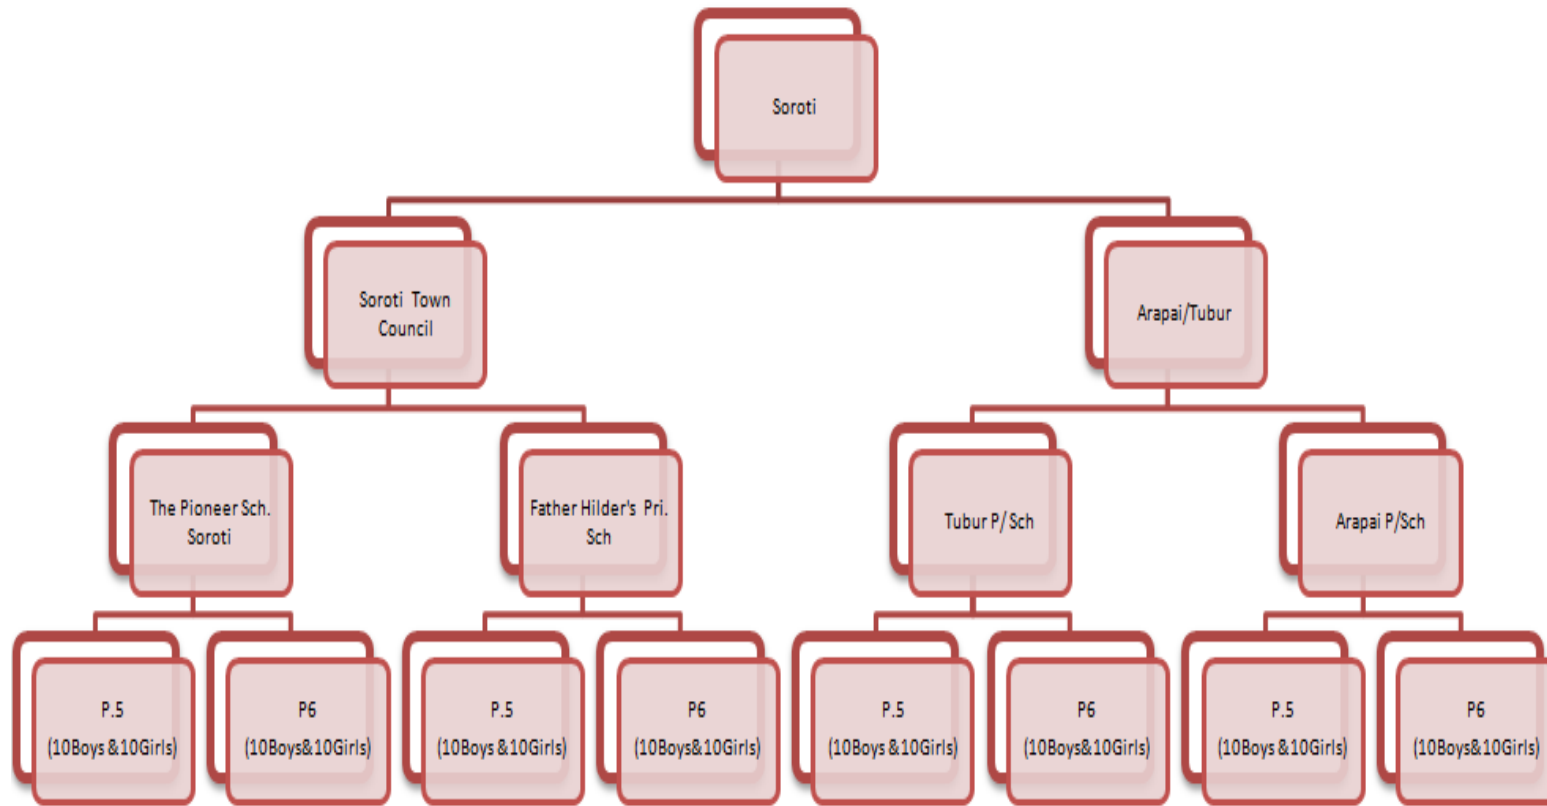 Soroti
Soroti Town
Council
Arapai/Tubur
The Pioneer Sch.
Soroti
Father Hilder's Pri.
Sch
Tubur P/ Sch
Arapai P/Sch
P.5
(10Boys &10Girls)
P6
(10Boys&10Girls)
P.5
(10Boys &10Girls)
P6
(10Boys&10Girls)
P.5
(10Boys &10Girls)
P6
(10Boys&10Girls)
P.5
(10Boys &10Girls)
P6
(10Boys&10Girls)